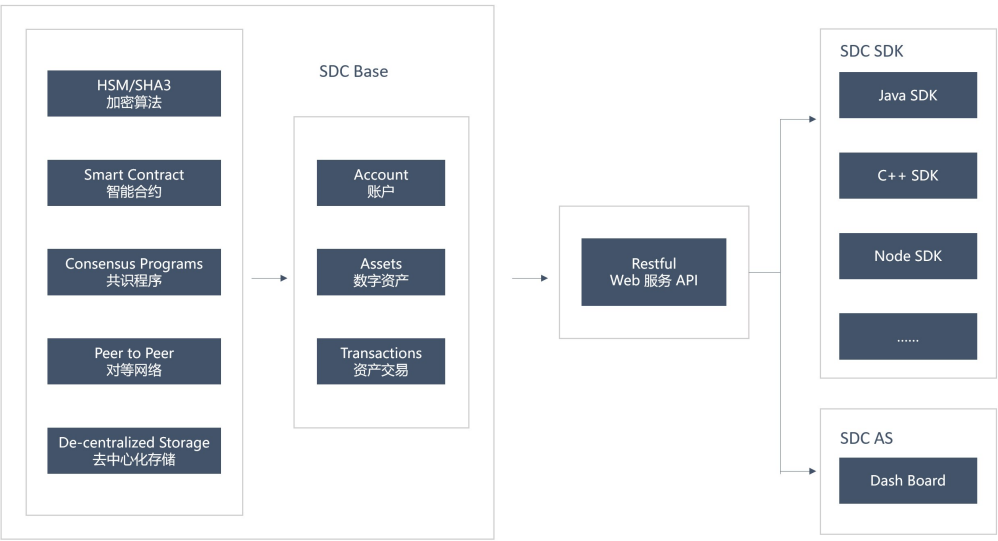 SDC Base
HSM/SHA3
加密算法
Smart Contract
智能合约
Consensus Programs
共识程序
Peer to Peer
对等网络
De-centralized Storage
去中心化存储
Account
账户
Assets
数字资产
Transactions
资产交易
Restful
Web 服务 API
SDC SDK
Java SDK
C++ SDK
Node SDK
......
SDC AS
Dash Board